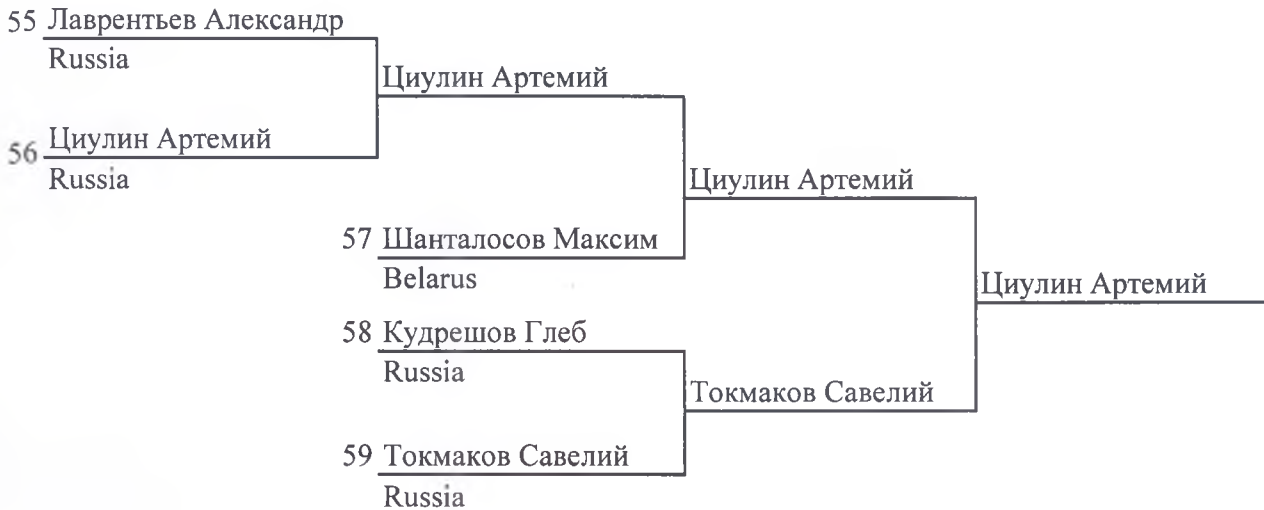 55 Лаврентьев Александр
Russia
Циулин Артемий
56 Циулин Артемий
Russia
Циулин Артемий
57 Шанталосов Максим
Belarus
Циулин Артемий
58 Кудрешов Глеб
Russia
Токмаков Савелий
59 Токмаков Савелий
Russia